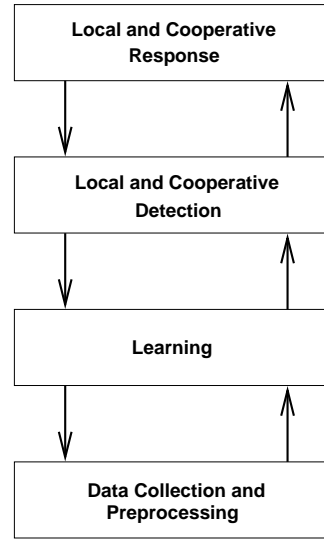 Local and Cooperative
Response
Local and Cooperative
Detection
Learning
Data Collection and
Preprocessing